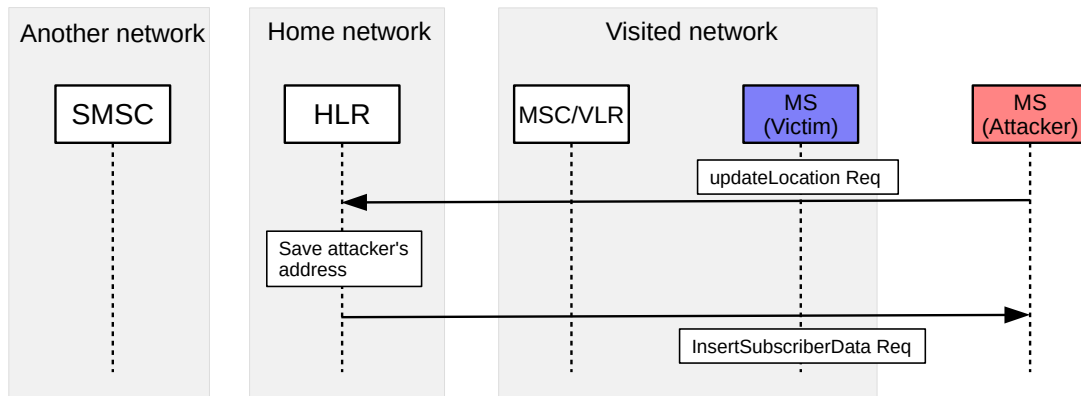 Another network
Home network
Visited network
SMSC
HLR
MSC/VLR
MS
(Victim)
MS
(Attacker)
updateLocation Req
Save attacker's
address
InsertSubscriberData Req